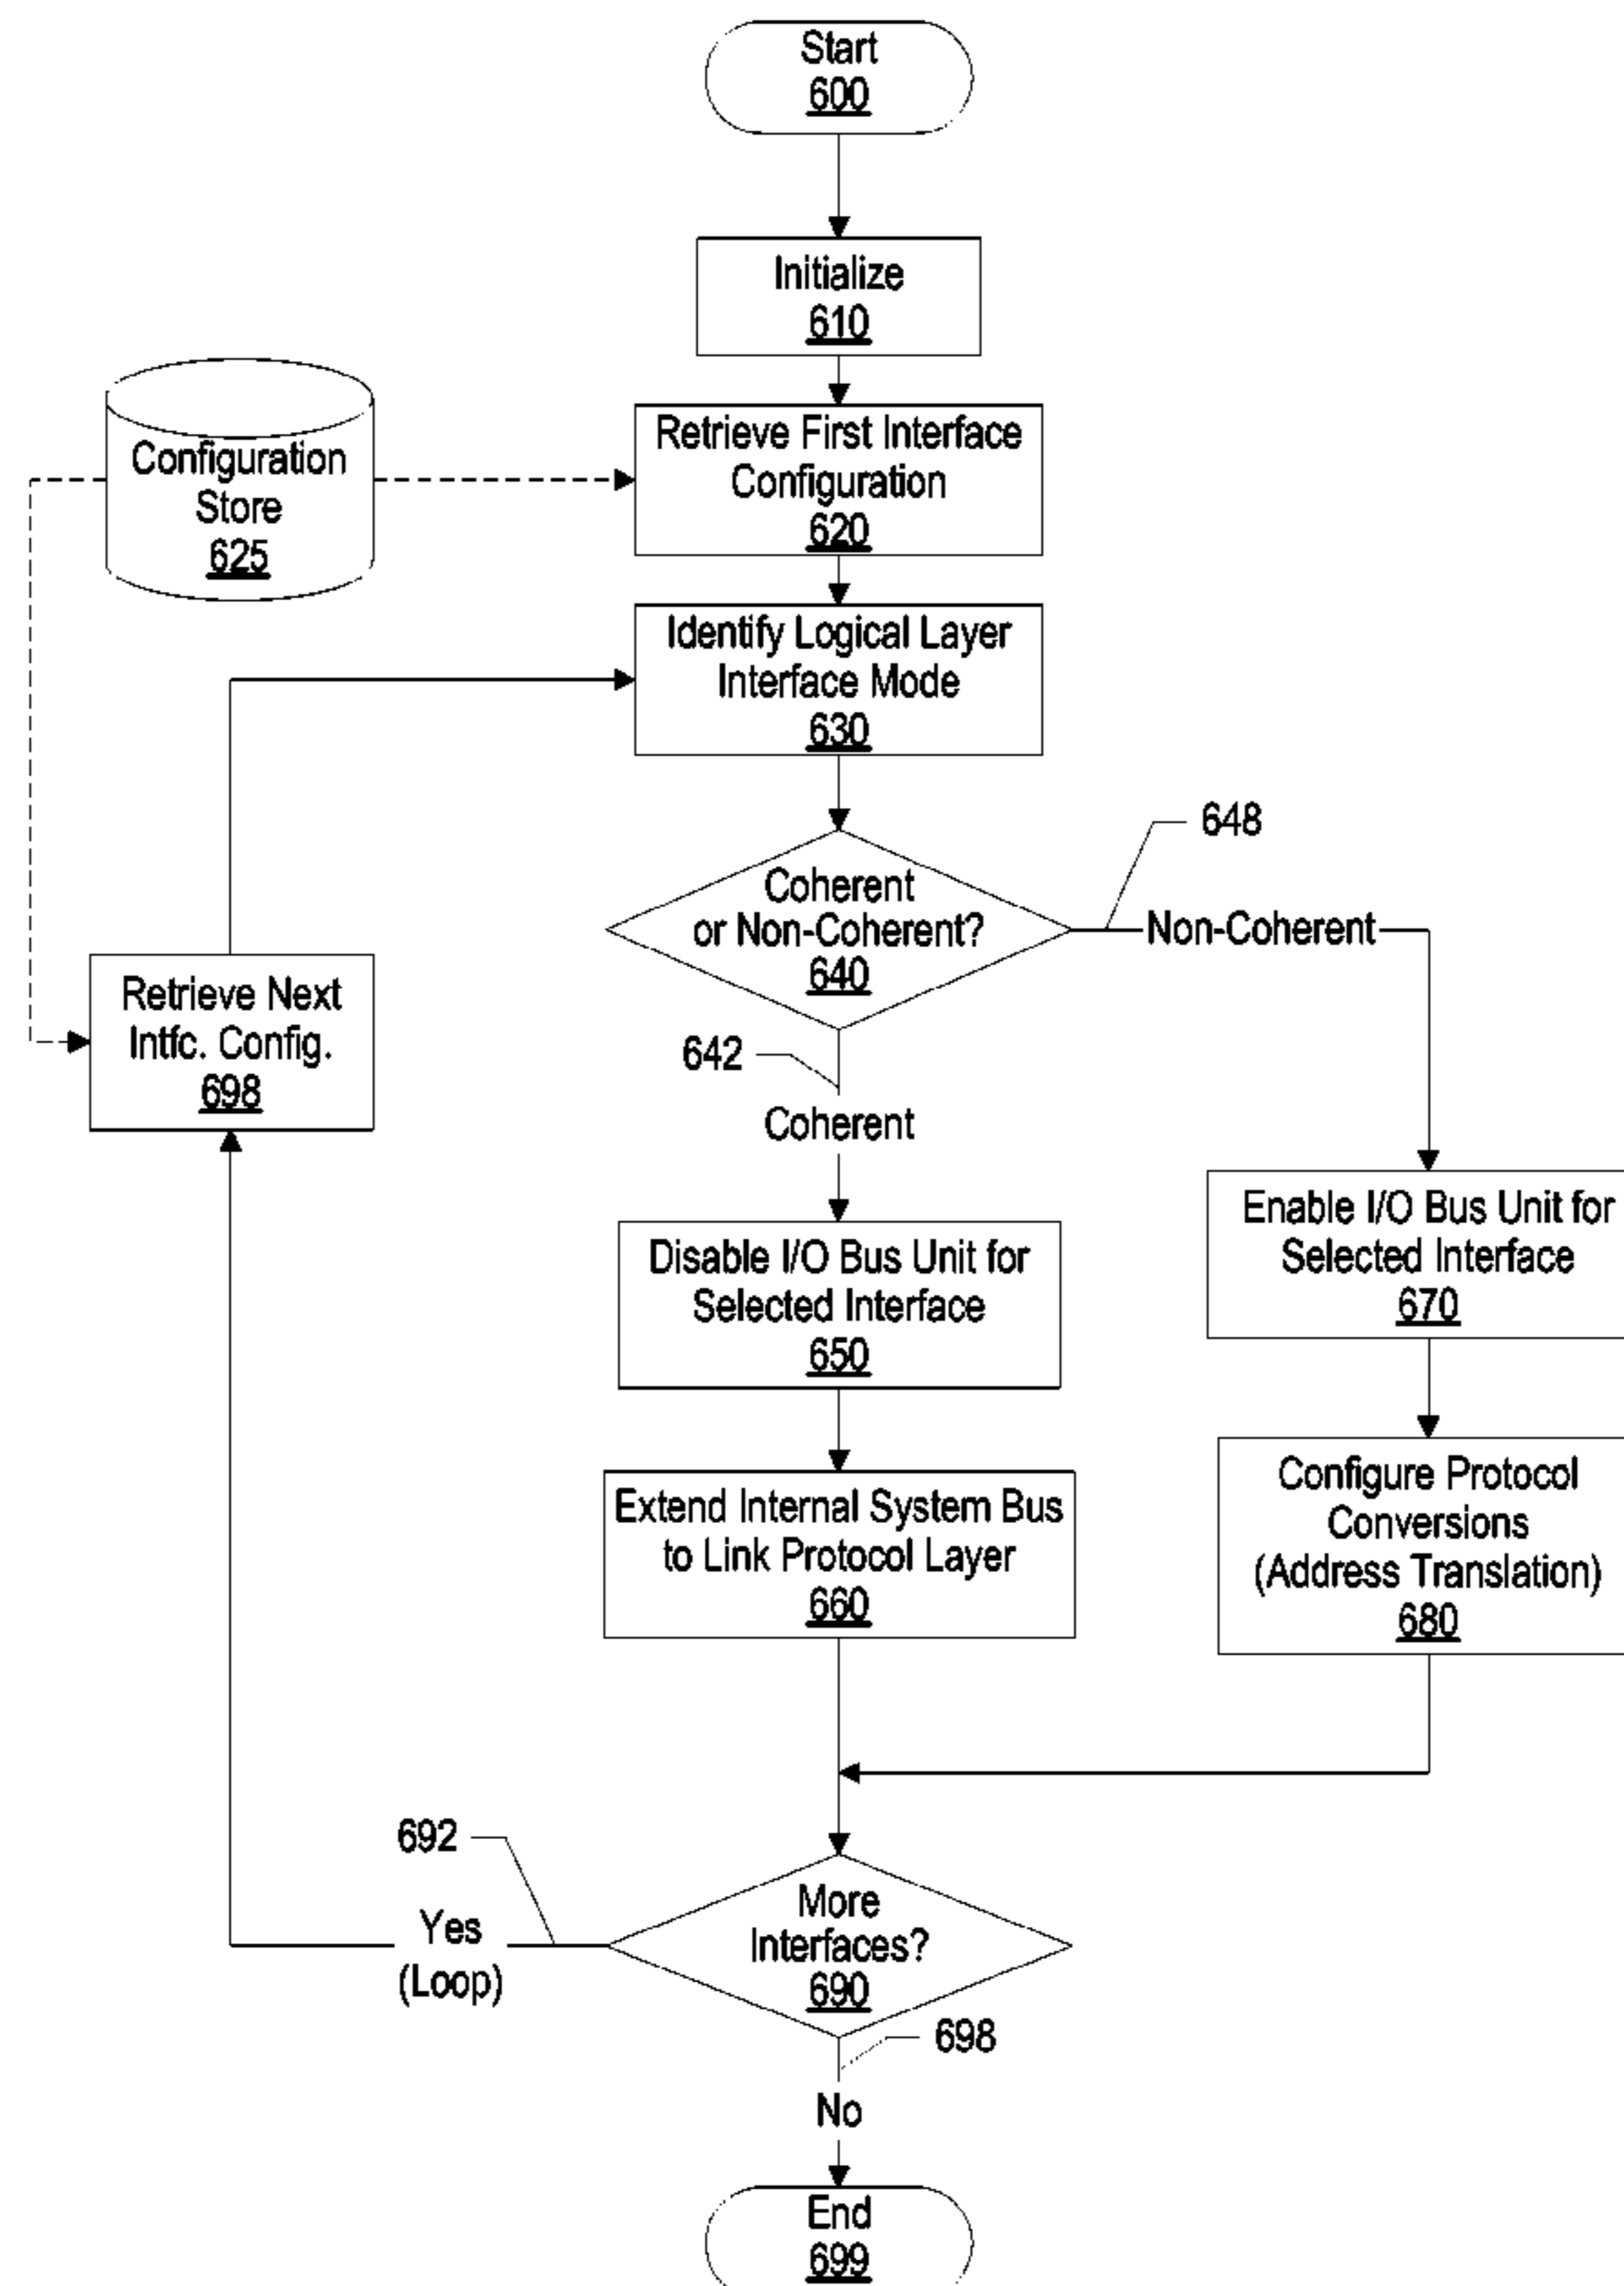 Start
600
Initialize
610
Retrieve First Interface
Configuration
620
Configuration
Store
625
Identify Logical Layer
Interface Mode
630
648
Coherent
or Non-Coherent?
640
Non-Coherent
Retrieve Next
Intfc. Config.
698
642
Coherent
Disable I/O Bus Unit for
Selected Interface
650
Enable I/O Bus Unit for
Selected Interface
670
Extend Internal System Bus
to Link Protocol Layer
660
Configure Protocol
Conversions
(Address Translation)
680
692
Yes
(Loop)
More
Interfaces?
690
698
No
End
699